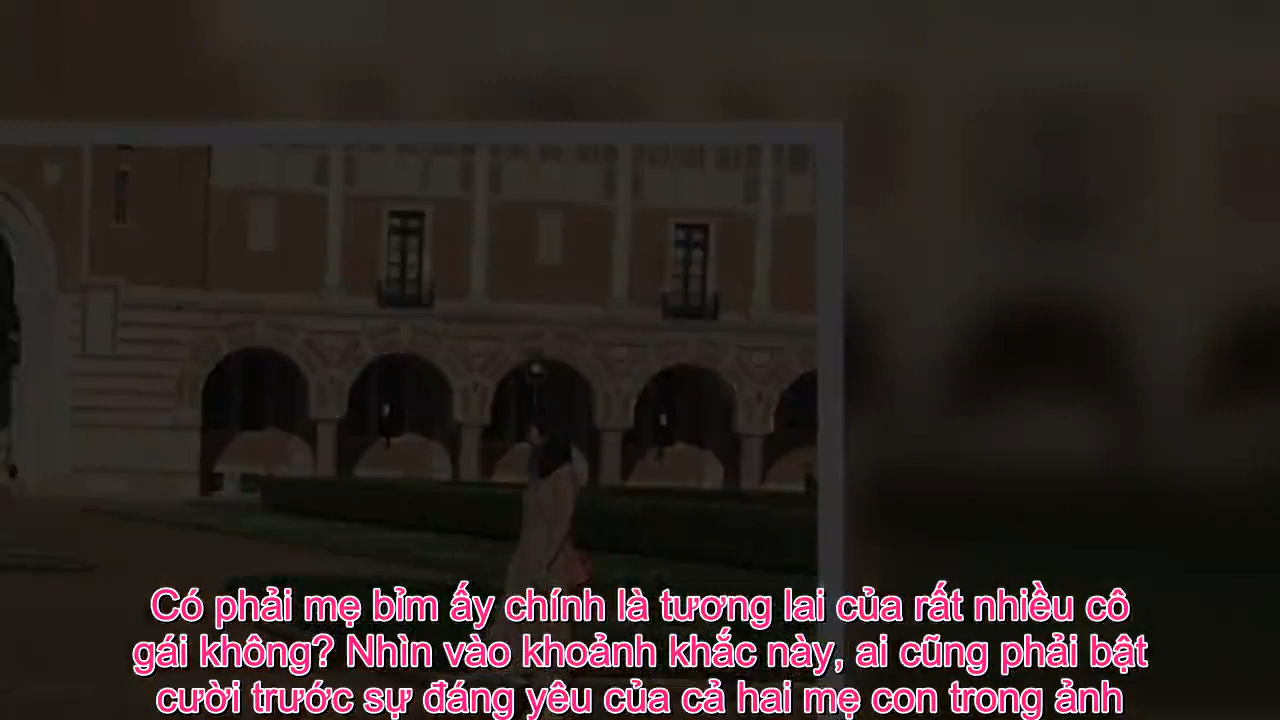 Có phải mẹ bỉm ấy chính là tương lai của rất nhiều cô
gái không? Nhìn vào khoảnh khắc này, ai cũng phải bật
cười trước sự đáng yêu của cả hai mẹ con trong ảnh